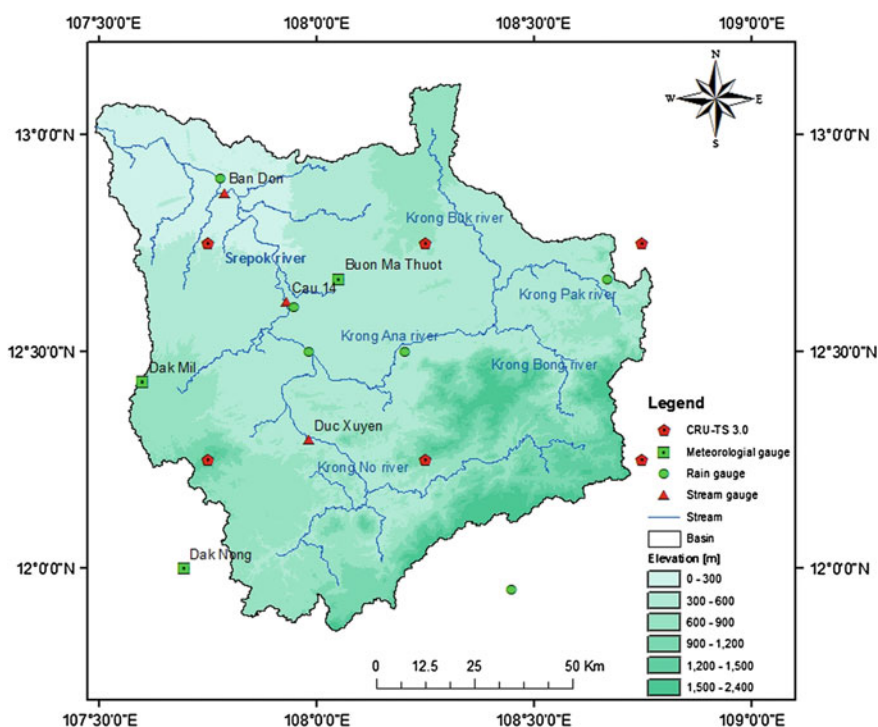 107°30'0"E 108°0'0"E 108°30'0"E 109°0'0"E
N
W E
S
13°0'0"N 13°0'0"N
Ban Don
Krong Buk river
Srepok river
Buon Ma Thuot
Cau 14
Krong Pak river
Krong Ana river
12°30'0"N 12°30'0"N
Krong Bong river
Dak Mil
Duc Xuyen
Krong No river
Dak Nong
12°0'0"N 12°0'0"N
Legend
CRU-TS 3.0
Meteorologial gauge
Rain gauge
Stream gauge
Stream
Basin
Elevation [m]
0 - 300
300 - 600
600 - 900
900 - 1,200
1,200 - 1,500
1,500 - 2,400
0 12.5 25 50 Km
107°30'0"E 108°0'0"E 108°30'0"E 109°0'0"E